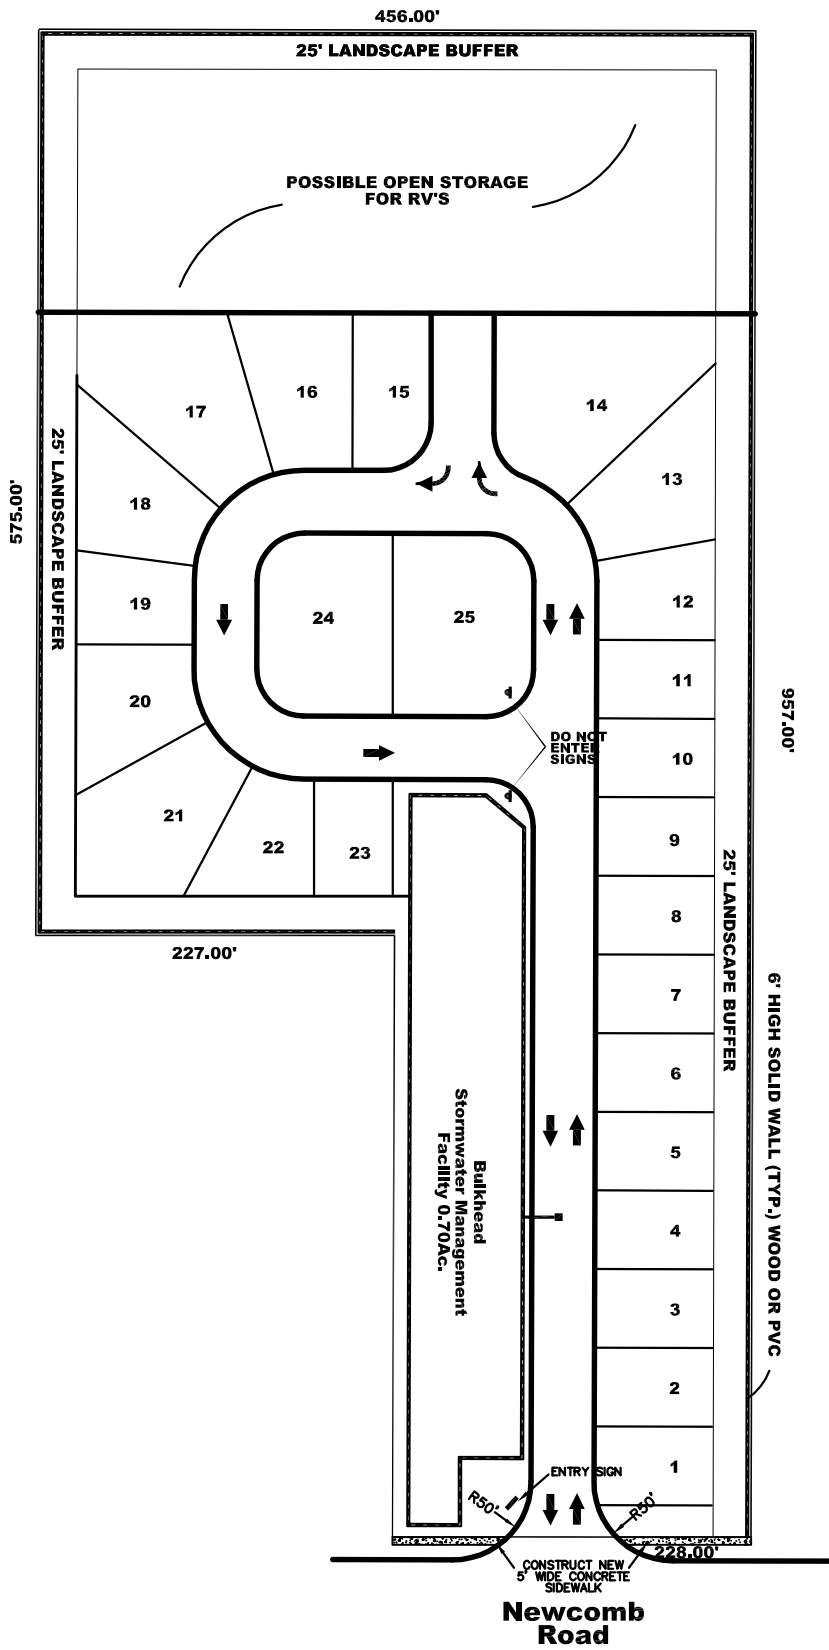 456.00'
25' LANDSCAPE BUFFER
POSSIBLE OPEN STORAGE
FOR RV'S
17
16
15
14
13
18
575.00'
25' LANDSCAPE BUFFER
19
24
25
12
20
11
957.00'
DO NOT
ENTER
SIGNS
10
21
22
23
9
25' LANDSCAPE BUFFER
8
227.00'
7
6' HIGH SOLID WALL (TYP.) WOOD OR PVC
6
5
Bulkhead
Stormwater Management
Facility 0.70Ac.
4
3
2
1
ENTRY SIGN
R50'
R50'
228.00'
CONSTRUCT NEW
5' WIDE CONCRETE
SIDEWALK
Newcomb
Road